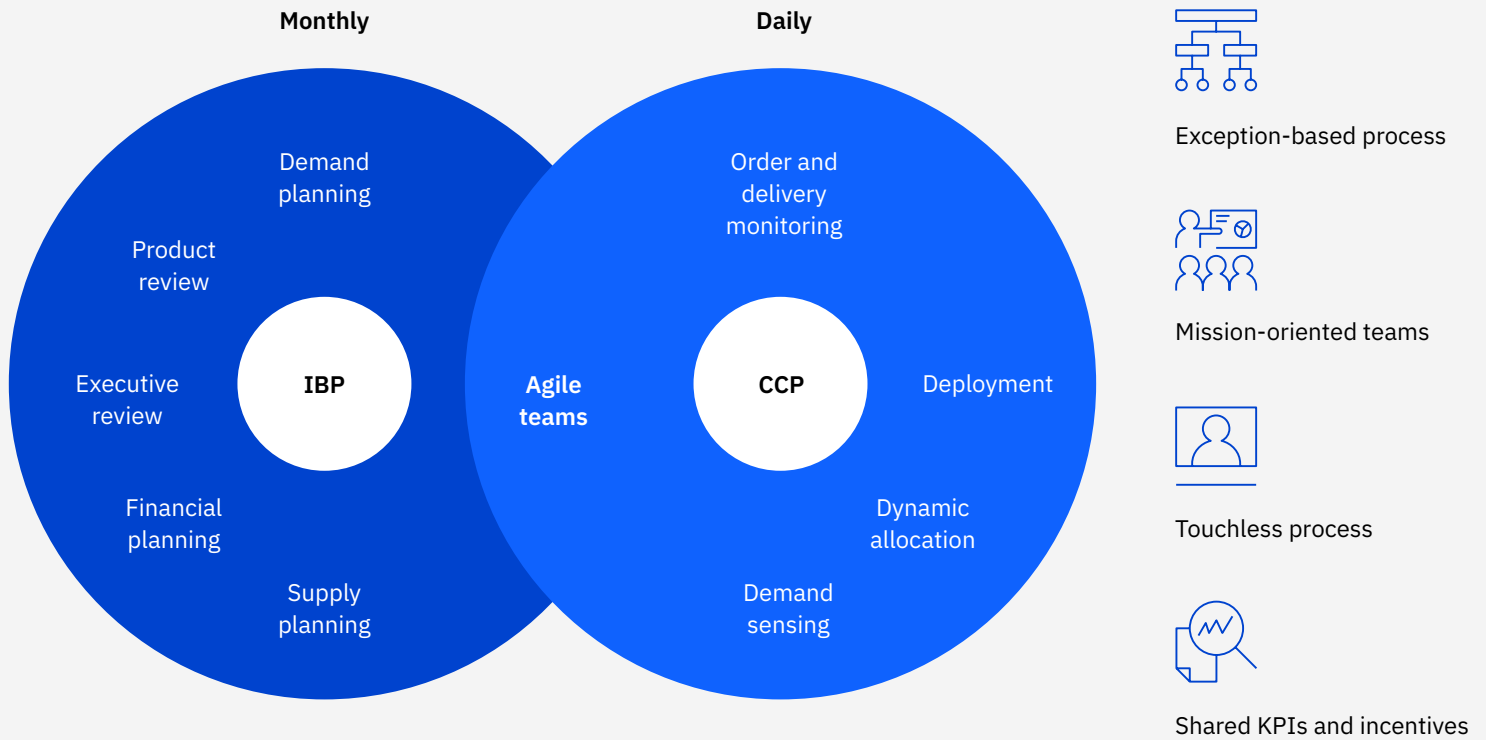 Monthly
Demand
planning
Product
review
Executive
review
IBP
Financial
planning
Supply
planning
Agile
teams
Daily
Order and
delivery
monitoring
CCP
Deployment
Dynamic
allocation
Demand
sensing
Exception-based process
Mission-oriented teams
Touchless process
Shared KPIs and incentives